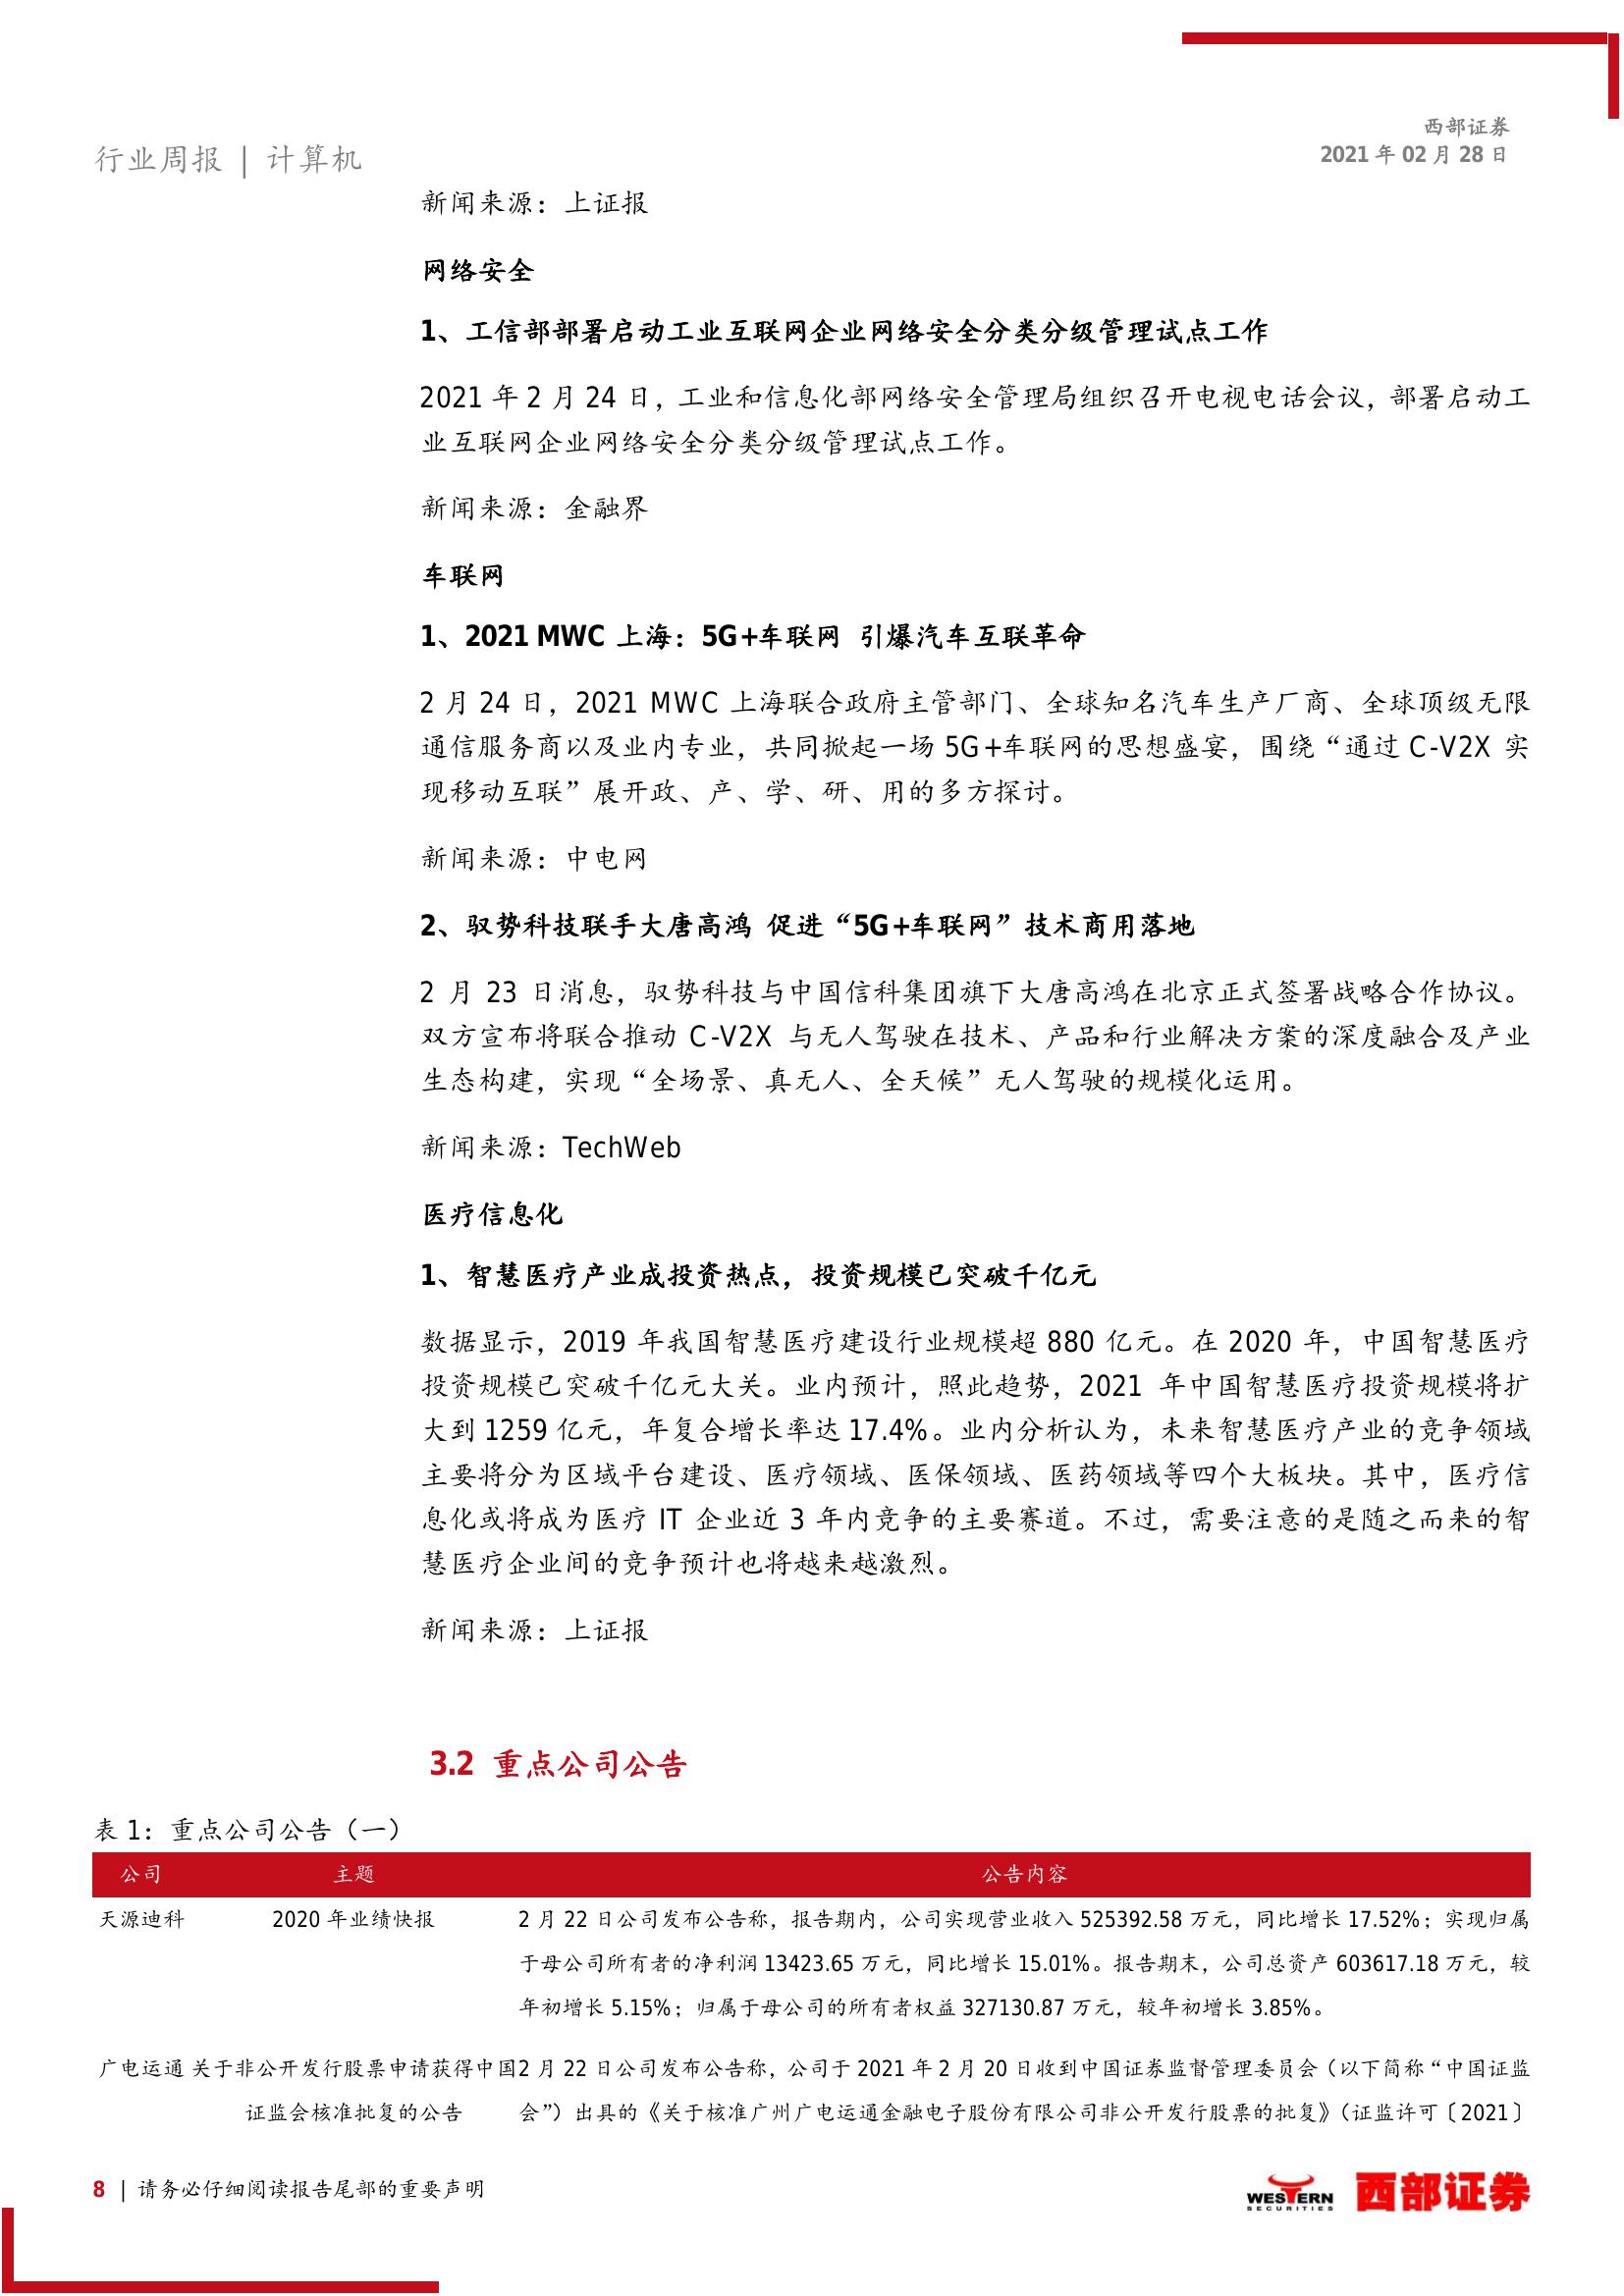 行业周报 | 计算机
西部证券
2021 年 02 月 28 日
新闻来源：上证报
网络安全
1、工信部部署启动工业互联网企业网络安全分类分级管理试点工作
2021 年 2 月 24 日，工业和信息化部网络安全管理局组织召开电视电话会议，部署启动工
业互联网企业网络安全分类分级管理试点工作。
新闻来源：金融界
车联网
1、2021 MWC 上海：5G+车联网 引爆汽车互联革命
2 月 24 日，2021 MWC 上海联合政府主管部门、全球知名汽车生产厂商、全球顶级无限
通信服务商以及业内专业，共同掀起一场 5G+车联网的思想盛宴，围绕“通过 C-V2X 实
现移动互联”展开政、产、学、研、用的多方探讨。
新闻来源：中电网
2、驭势科技联手大唐高鸿 促进“5G+车联网”技术商用落地
2 月 23 日消息，驭势科技与中国信科集团旗下大唐高鸿在北京正式签署战略合作协议。
双方宣布将联合推动 C-V2X 与无人驾驶在技术、产品和行业解决方案的深度融合及产业
生态构建，实现“全场景、真无人、全天候”无人驾驶的规模化运用。
新闻来源：TechWeb
医疗信息化
1、智慧医疗产业成投资热点，投资规模已突破千亿元
数据显示，2019 年我国智慧医疗建设行业规模超 880 亿元。在 2020 年，中国智慧医疗
投资规模已突破千亿元大关。业内预计，照此趋势，2021 年中国智慧医疗投资规模将扩
大到 1259 亿元，年复合增长率达 17.4%。业内分析认为，未来智慧医疗产业的竞争领域
主要将分为区域平台建设、医疗领域、医保领域、医药领域等四个大板块。其中，医疗信
息化或将成为医疗 IT 企业近 3 年内竞争的主要赛道。不过，需要注意的是随之而来的智
慧医疗企业间的竞争预计也将越来越激烈。
新闻来源：上证报
3.2 重点公司公告
表 1：重点公司公告（一）
公司 主题 公告内容
天源迪科 2020 年业绩快报 2 月 22 日公司发布公告称，报告期内，公司实现营业收入 525392.58 万元，同比增长 17.52%；实现归属
于母公司所有者的净利润 13423.65 万元，同比增长 15.01%。报告期末，公司总资产 603617.18 万元，较
年初增长 5.15%；归属于母公司的所有者权益 327130.87 万元，较年初增长 3.85%。
广电运通 关于非公开发行股票申请获得中国 2 月 22 日公司发布公告称，公司于 2021 年 2 月 20 日收到中国证券监督管理委员会（以下简称“中国证监
证监会核准批复的公告 会”）出具的《关于核准广州广电运通金融电子股份有限公司非公开发行股票的批复》（证监许可〔2021〕
8 | 请务必仔细阅读报告尾部的重要声明
WESTERN
SECURITIES
西部证券